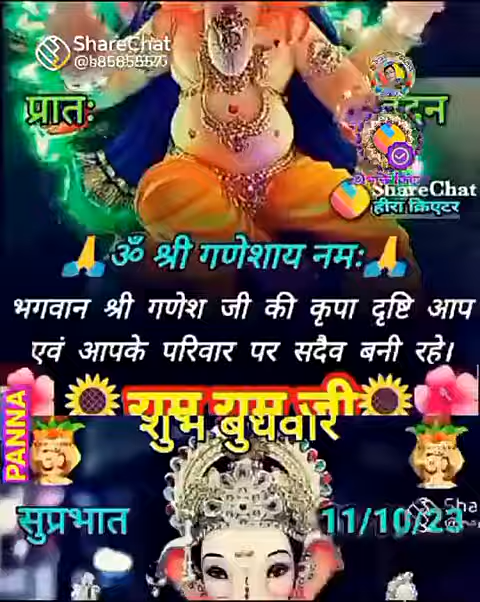 ShareChat
प्रातः वंदन
ShareChat
हीरा क्रिएटर
🙏ॐ श्री गणेशाय नमः🙏
भगवान श्री गणेश जी की कृपा दृष्टि आप
एवं आपके परिवार पर सदैव बनी रहे।
राम राम जी
शुभ बुधवार
PANNA
सुप्रभात 11/10/23